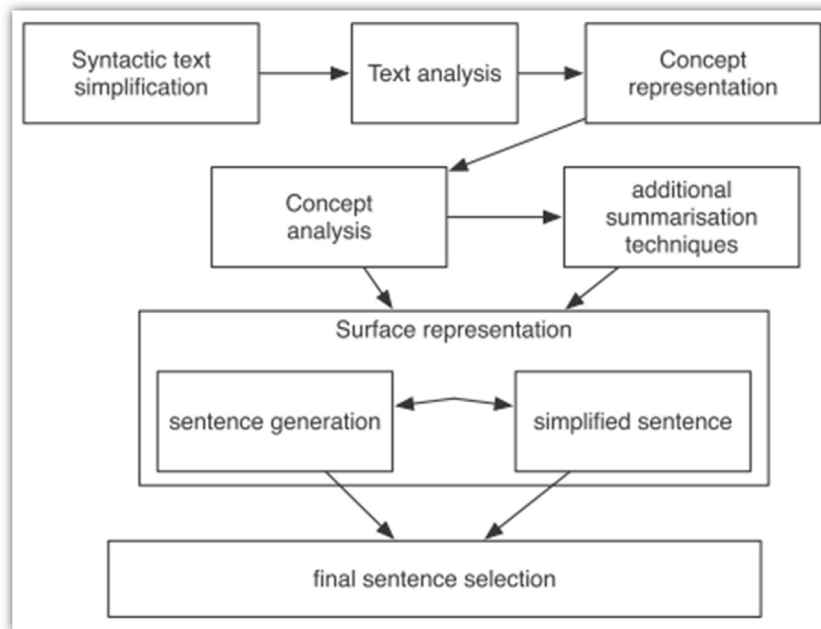 Syntactic text
simplification
Text analysis
Concept
representation
Concept
analysis
additional
summarisation
techniques
Surface representation
sentence generation
simplified sentence
final sentence selection